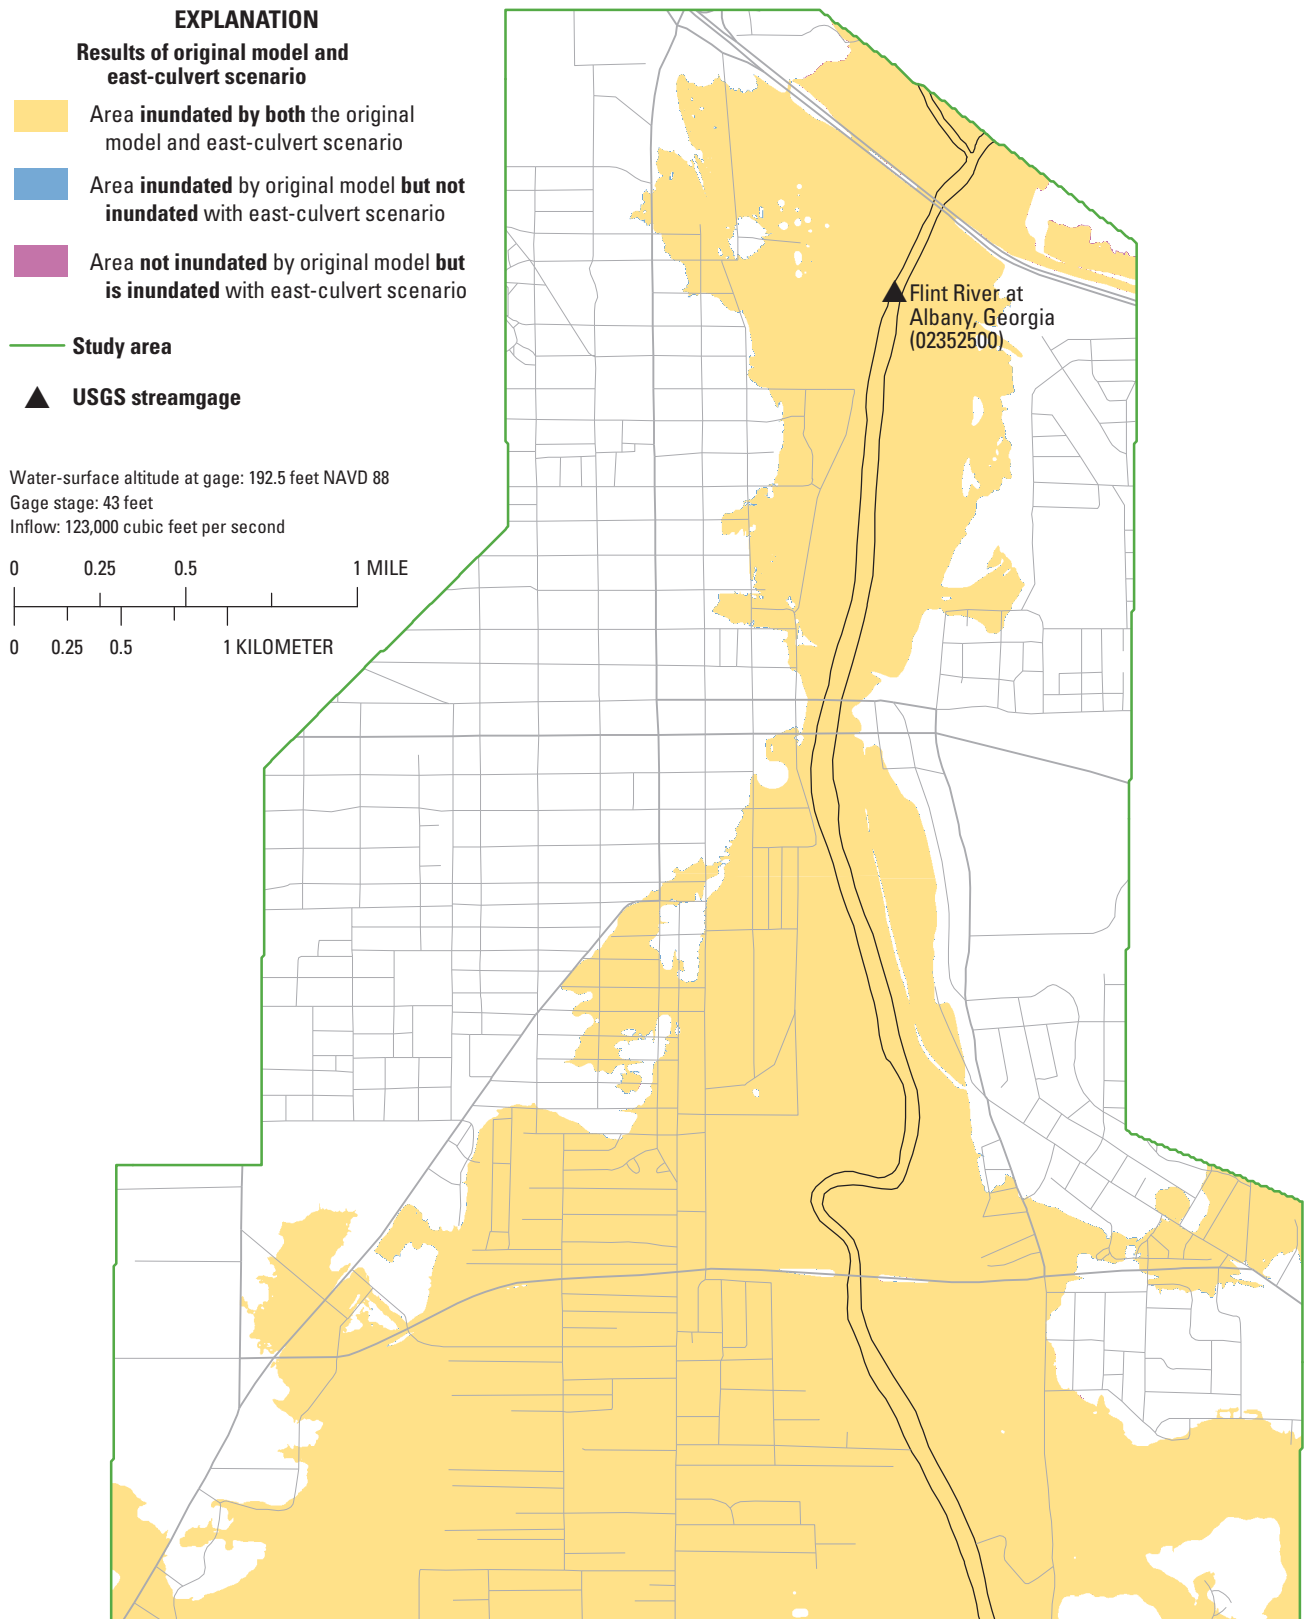 EXPLANATION
Results of original model and
east-culvert scenario
Area inundated by both the original
model and east-culvert scenario
Area inundated by original model but not
inundated with east-culvert scenario
Area not inundated by original model but
is inundated with east-culvert scenario
Study area
USGS streamgage
Water-surface altitude at gage: 192.5 feet NAVD 88
Gage stage: 43 feet
Inflow: 123,000 cubic feet per second
0 0.25 0.5 1 MILE
0 0.25 0.5 1 KILOMETER
Flint River at
Albany, Georgia
(02352500)